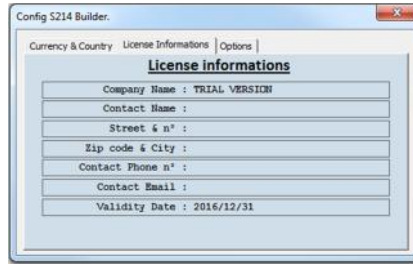 Config S214 Builder.
Currency & Country License Informations Options
License informations
Company Name : TRIAL VERSION
Contact Name :
Street & n° :
Zip code & City :
Contact Phone n° :
Contact Email :
Validity Date : 2016/12/31